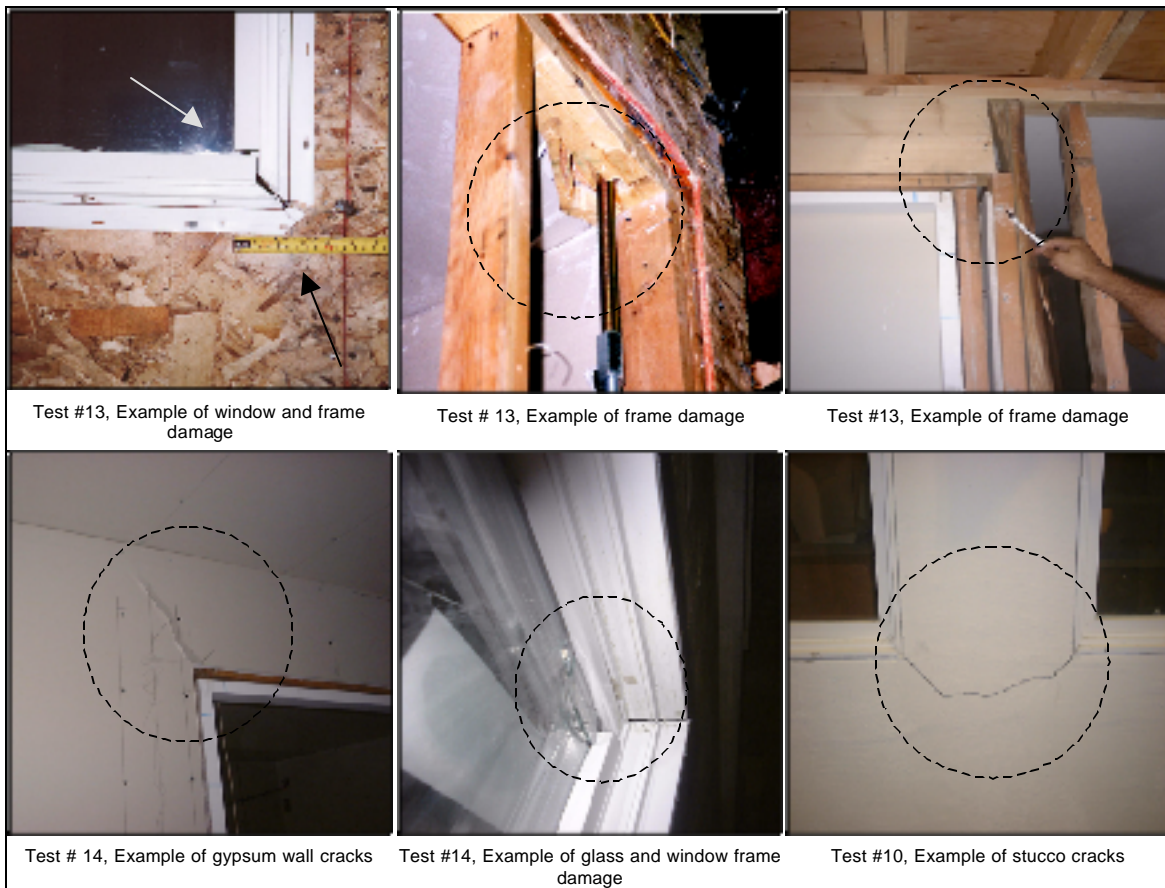 Test #13, Example of window and frame
damage
Test # 13, Example of frame damage
Test #13, Example of frame damage
Test # 14, Example of gypsum wall cracks
Test #14, Example of glass and window frame
damage
Test #10, Example of stucco cracks